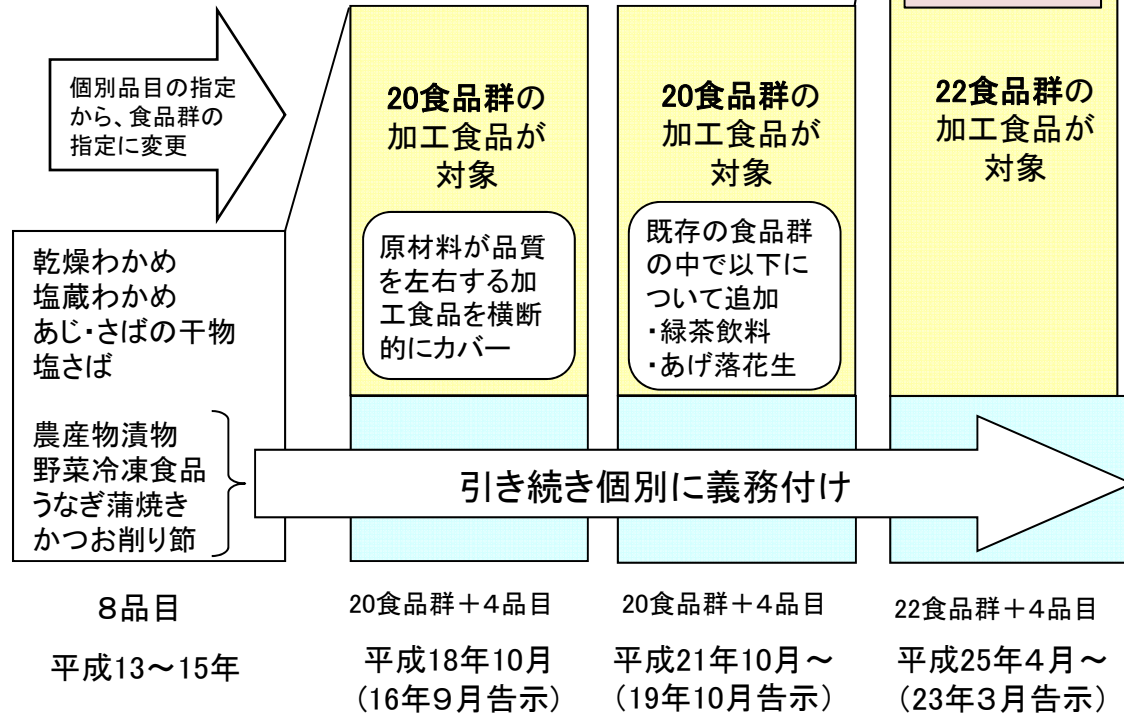 個別品目の指定
から、食品群の
指定に変更
乾燥わかめ
塩蔵わかめ
あじ・さばの干物
塩さば
農産物漬物
野菜冷凍食品
うなぎ蒲焼き
かつお削り節
8品目
平成13～15年
20食品群の
加工食品が
対象
原材料が品質
を左右する加
工食品を横断
的にカバー
20食品群＋4品目
平成18年10月
(16年9月告示)
20食品群の
加工食品が
対象
既存の食品群
の中で以下に
ついて追加
・緑茶飲料
・あげ落花生
20食品群＋4品目
平成21年10月～
(19年10月告示)
22食品群の
加工食品が
対象
22食品群＋4品目
平成25年4月～
(23年3月告示)
引き続き個別に義務付け